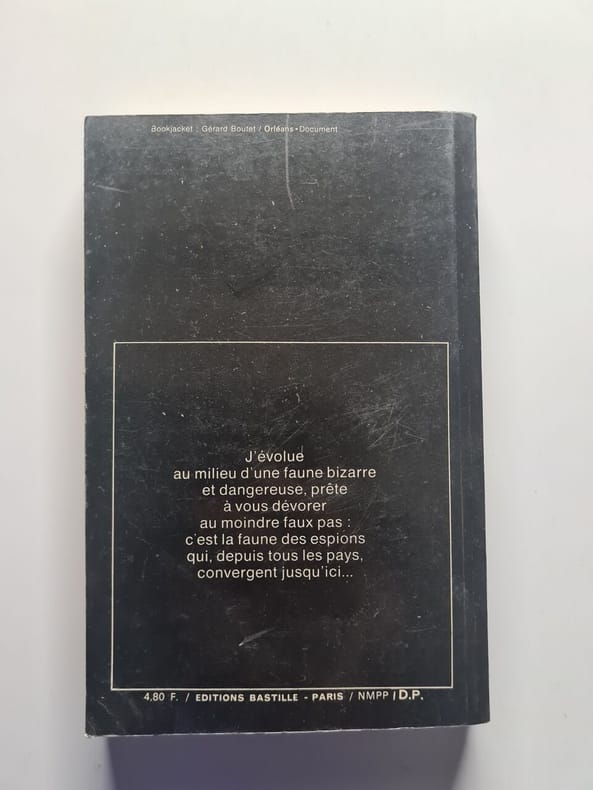 Bookjacket : Gérard Boutet / Orléans•Document
J'évolue
au milieu d'une faune bizarre
et dangereuse, prête
à vous dévorer
au moindre faux pas :
c'est la faune des espions
qui, depuis tous les pays,
convergent jusqu'ici...
4,80 F. / EDITIONS BASTILLE - PARIS / NMPP / D.P.